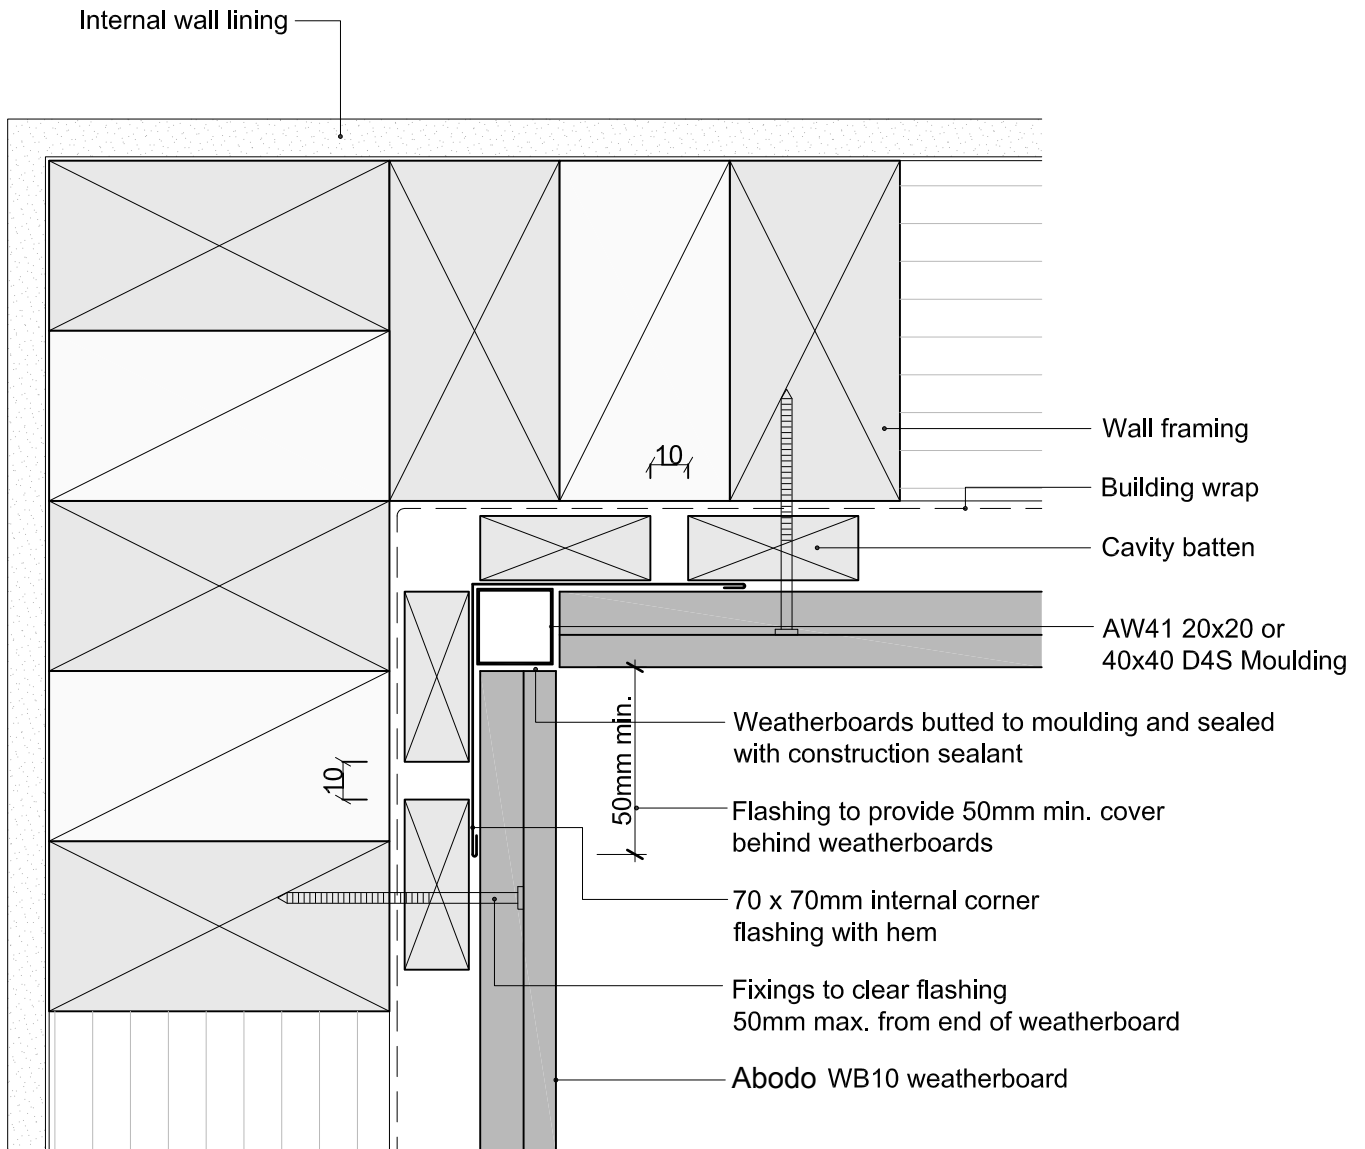 Internal wall lining
10
Wall framing
Building wrap
Cavity batten
AW41 20x20 or
40x40 D4S Moulding
Weatherboards butted to moulding and sealed
with construction sealant
50mm min.
10
Flashing to provide 50mm min. cover
behind weatherboards
70 x 70mm internal corner
flashing with hem
Fixings to clear flashing
50mm max. from end of weatherboard
Abodo WB10 weatherboard